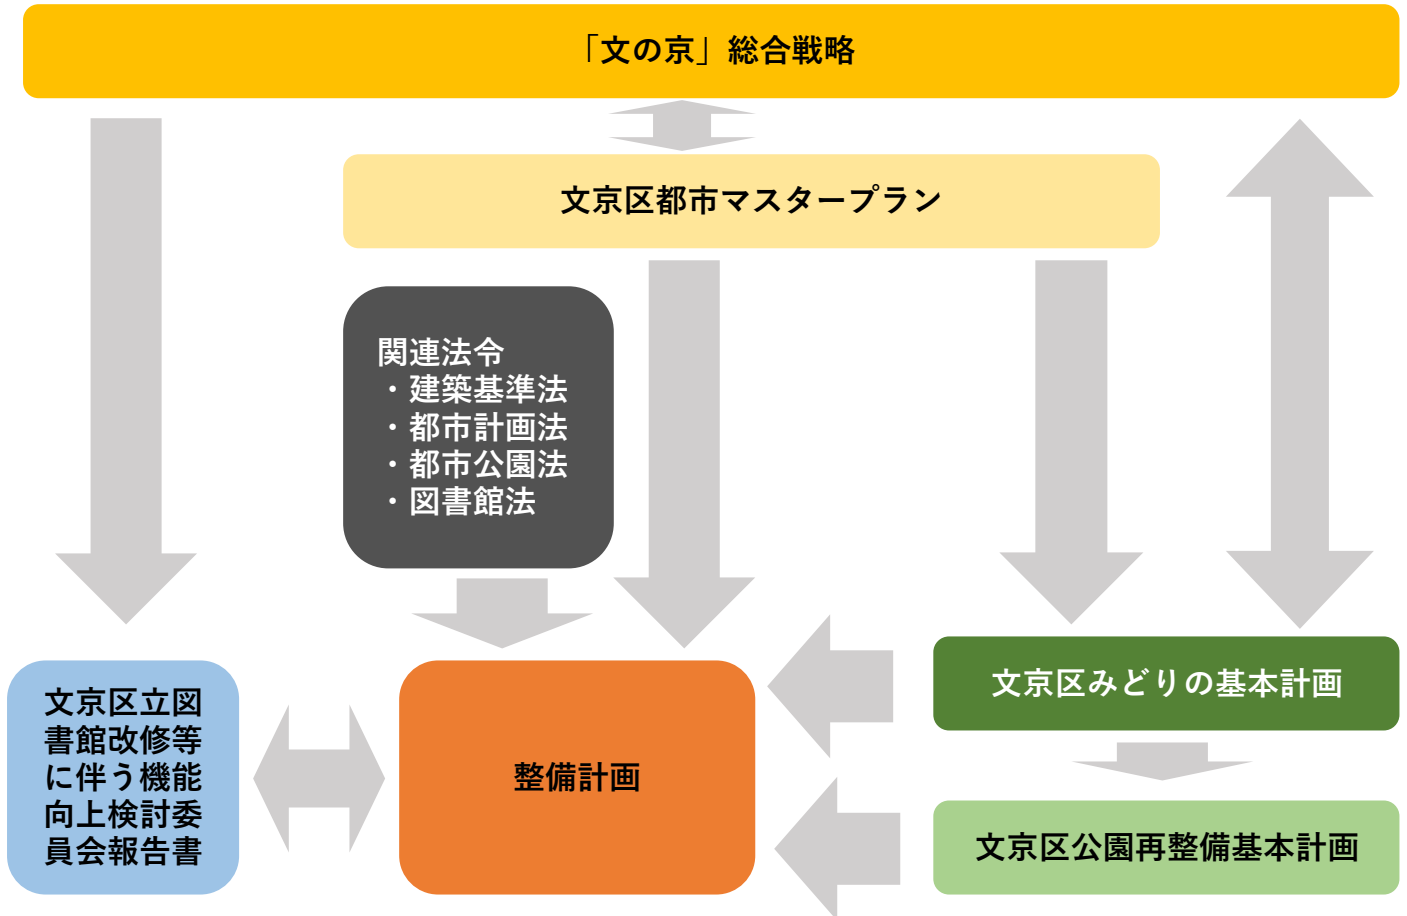 「文の京」総合戦略
文京区都市マスタープラン
関連法令
・建築基準法
・都市計画法
・都市公園法
・図書館法
文京区立図
書館改修等
に伴う機能
向上検討委
員会報告書
整備計画
文京区みどりの基本計画
文京区公園再整備基本計画